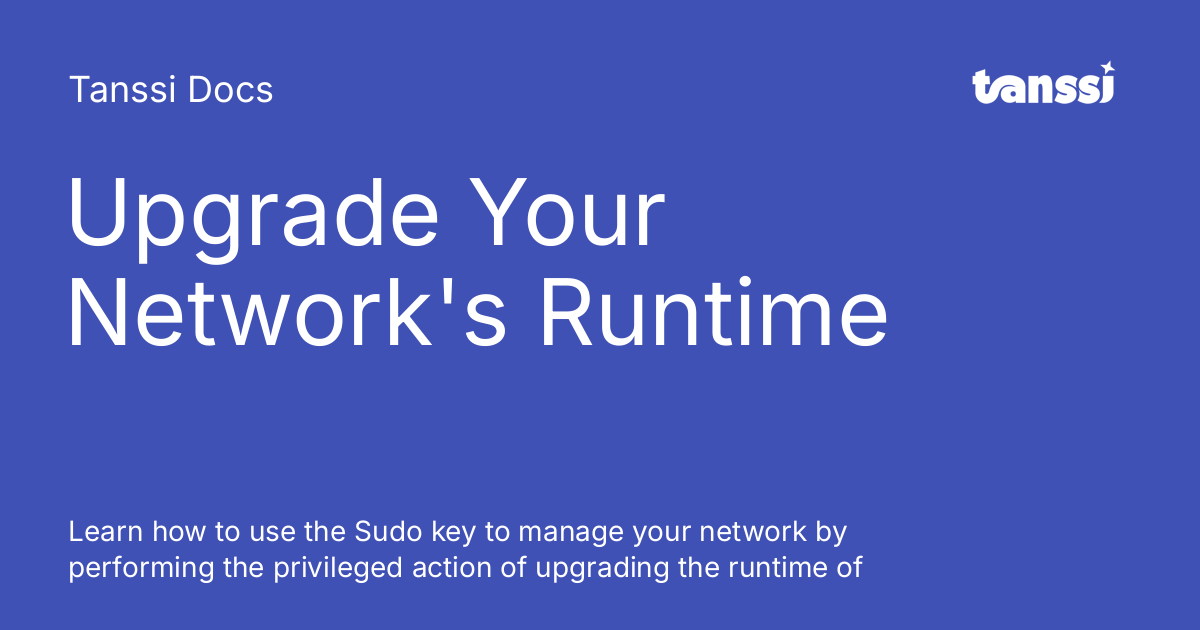 Tanssi Docs
tanssi
Upgrade Your
Network's Runtime
Learn how to use the Sudo key to manage your network by
performing the privileged action of upgrading the runtime of